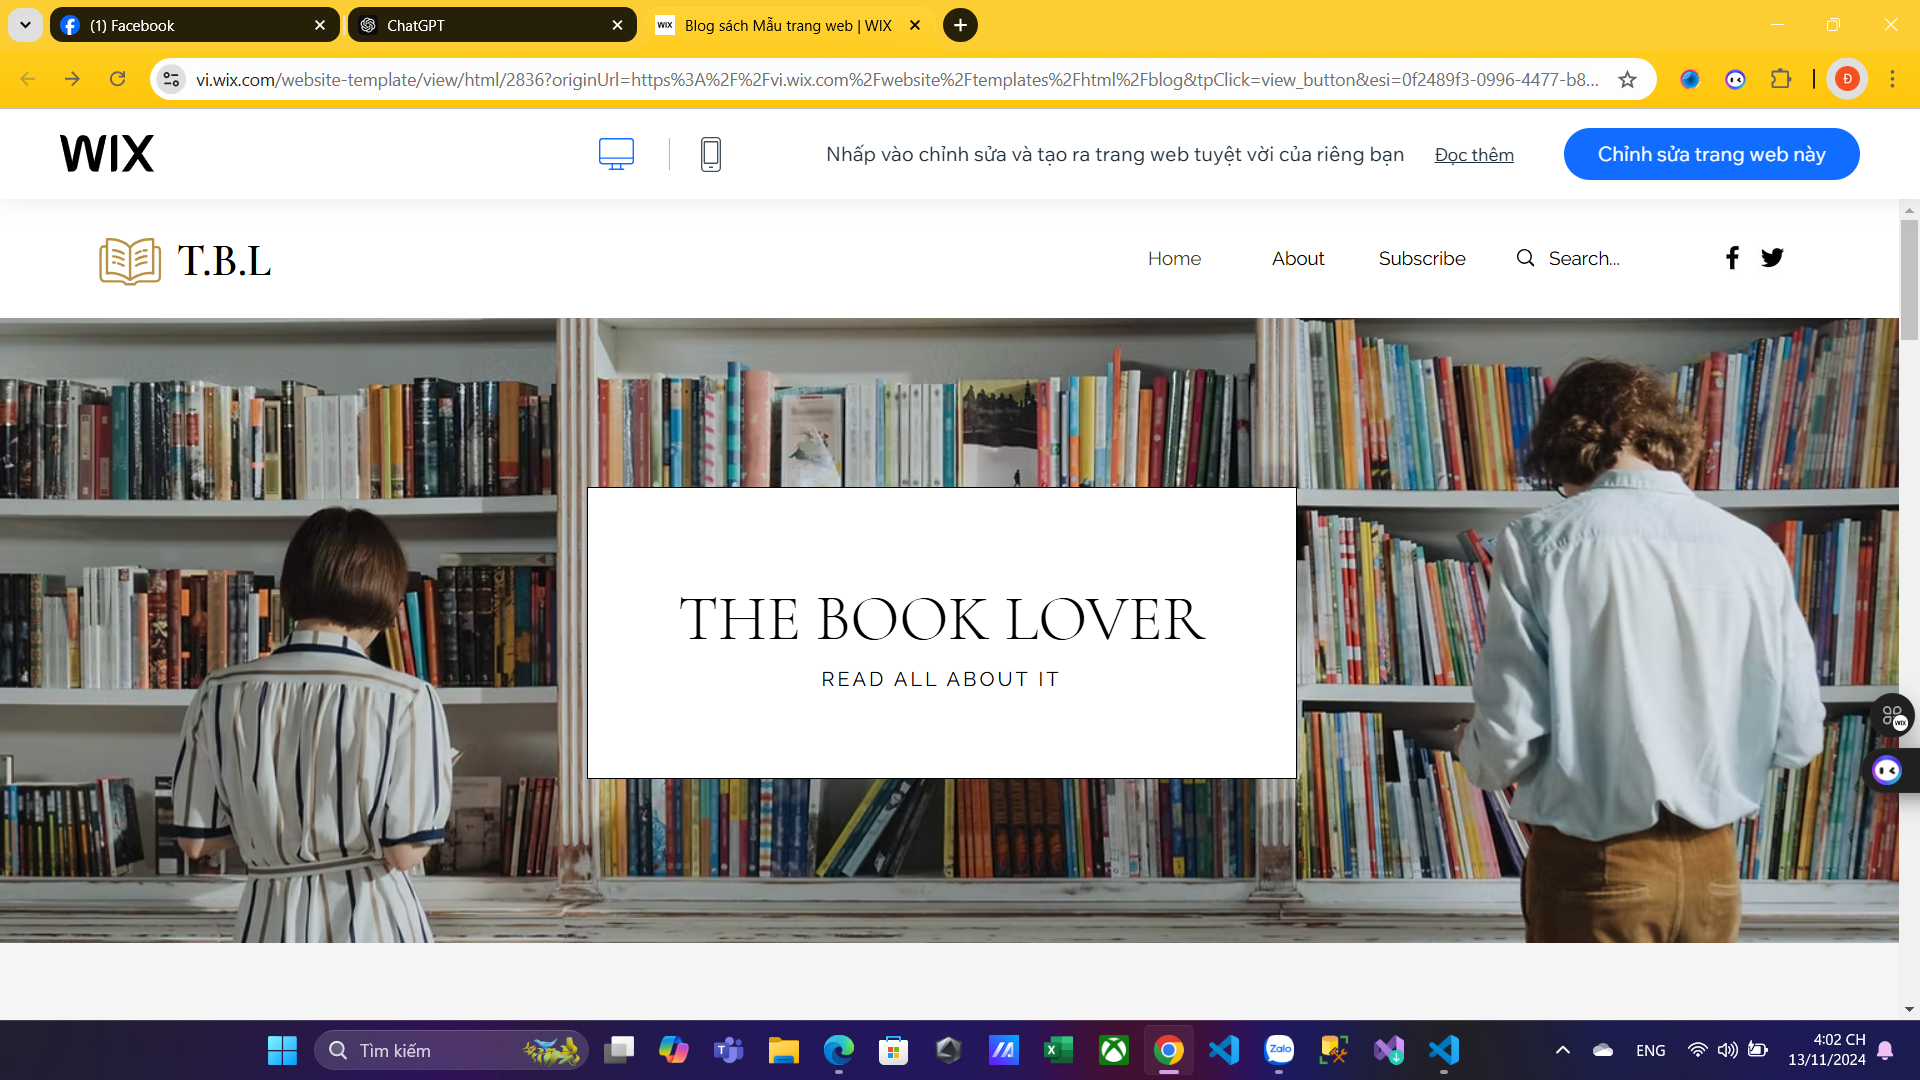 (1) Facebook
ChatGPT
WIX Blog sách Mẫu trang web | WIX
vi.wix.com/website-template/view/html/2836?originUrl=https%3A%2F%2Fvi.wix.com%2Fwebsite%2Ftemplates%2Fhtml%2Fblog&tpClick=view_button&esi=0f2489f3-0996-4477-b8...
Đ
WIX
Nhấp vào chỉnh sửa và tạo ra trang web tuyệt vời của riêng bạn
Đọc thêm
Chỉnh sửa trang web này
T.B.L
Home
About
Subscribe
Search...
THE BOOK LOVER
READ ALL ABOUT IT
WIX
Tìm kiếm
Zalo
ENG
4:02 CH
13/11/2024